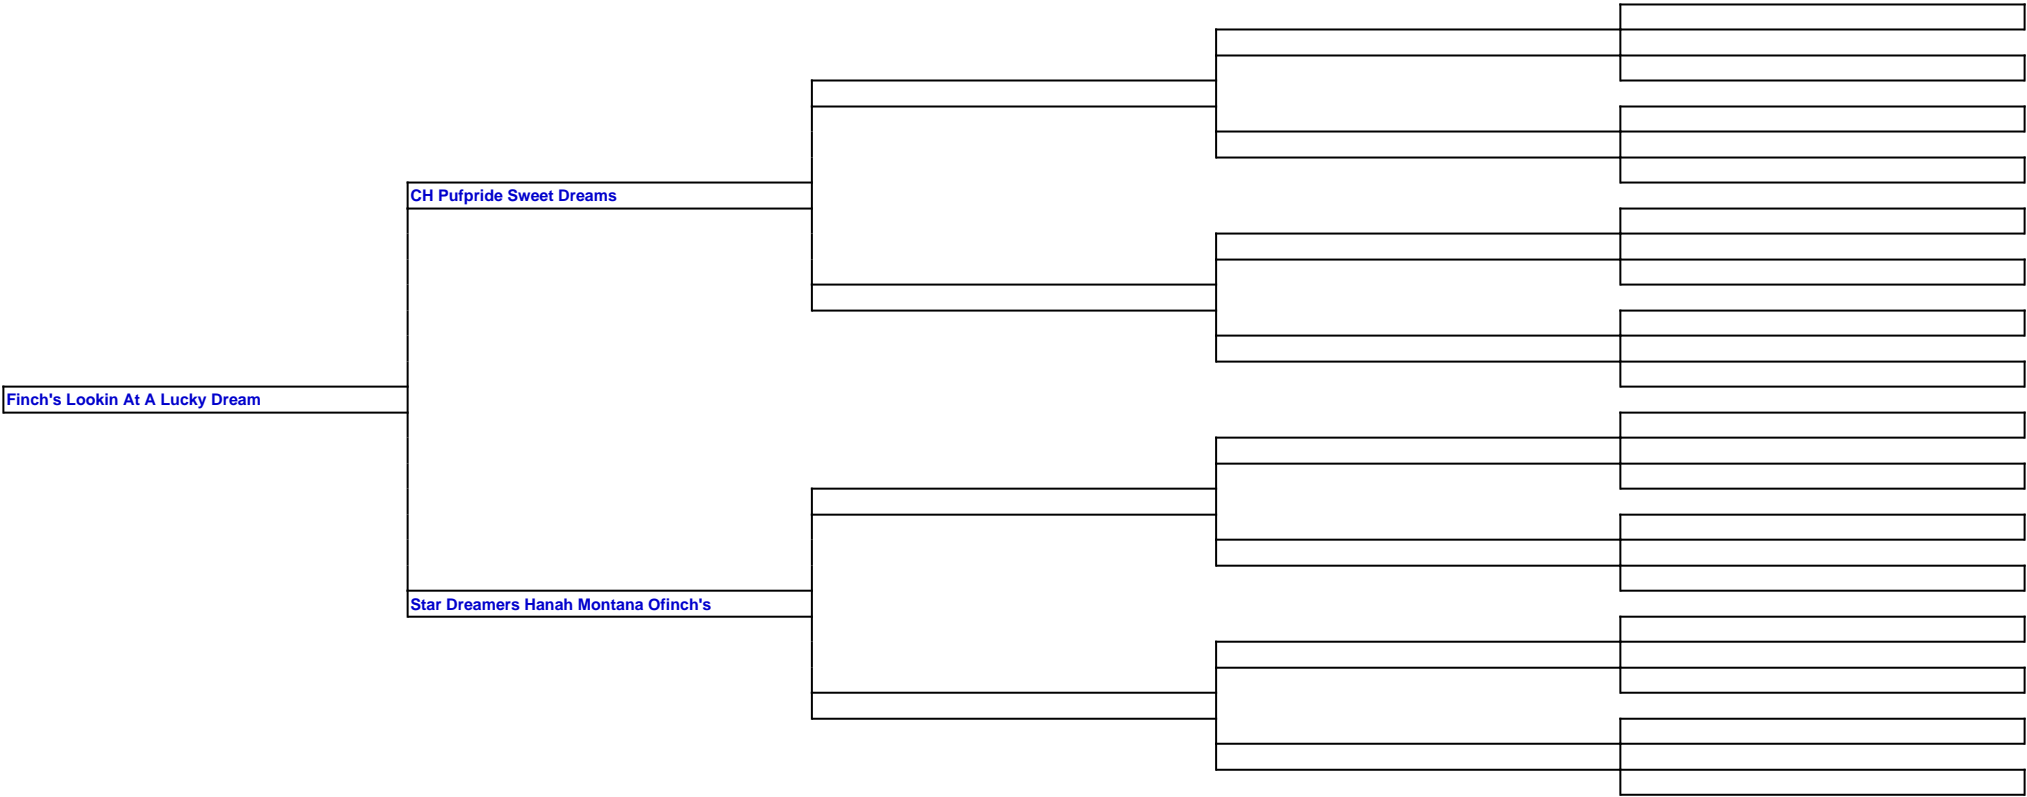 CH Pufpride Sweet Dreams
Finch's Lookin At A Lucky Dream
Star Dreamers Hanah Montana Ofinch's